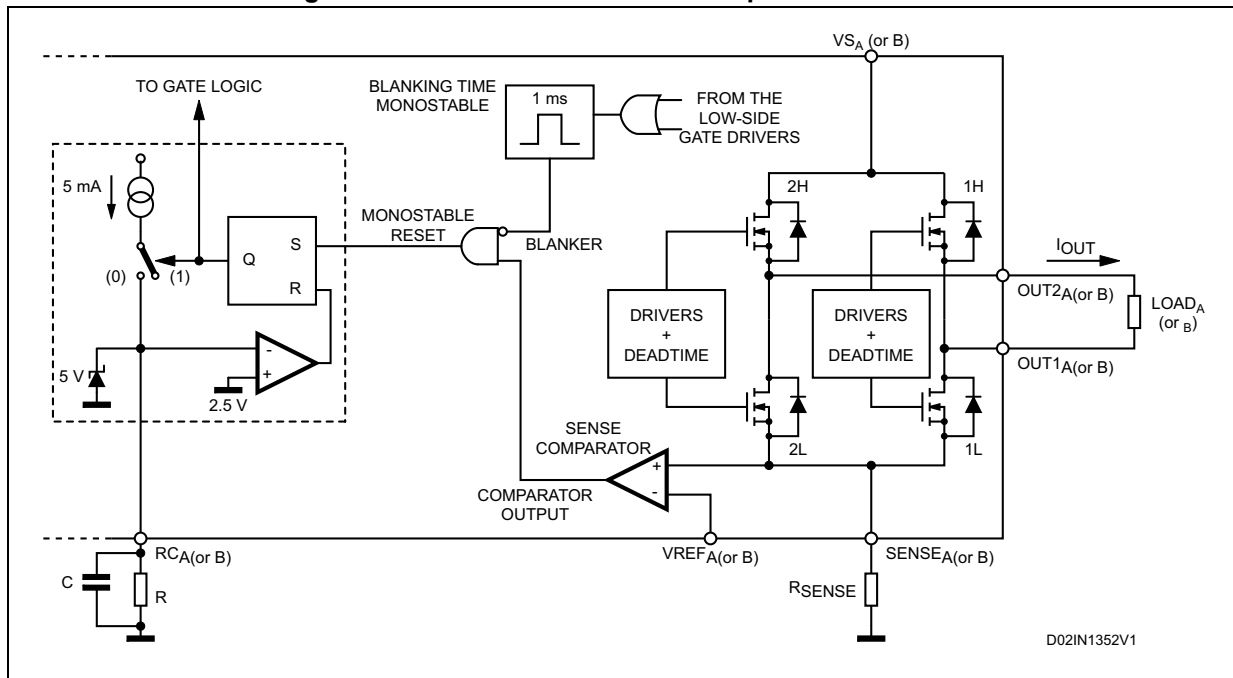 VSA (or B)
TO GATE LOGIC
BLANKING TIME
MONOSTABLE
1 ms
FROM THE
LOW-SIDE
GATE DRIVERS
5 mA
2H
1H
MONOSTABLE
RESET
S
Q
BLANKER
IOUT
(0)
(1)
R
OUT2A(or B)
LOADA
(or B)
DRIVERS
+
DEADTIME
DRIVERS
+
DEADTIME
OUT1A(or B)
-
+
5 V
2.5 V
SENSE
COMPARATOR
2L
1L
+
-
COMPARATOR
OUTPUT
RCA(or B)
VREFA(or B)
SENSEA(or B)
C
R
RSENSE
D02IN1352V1